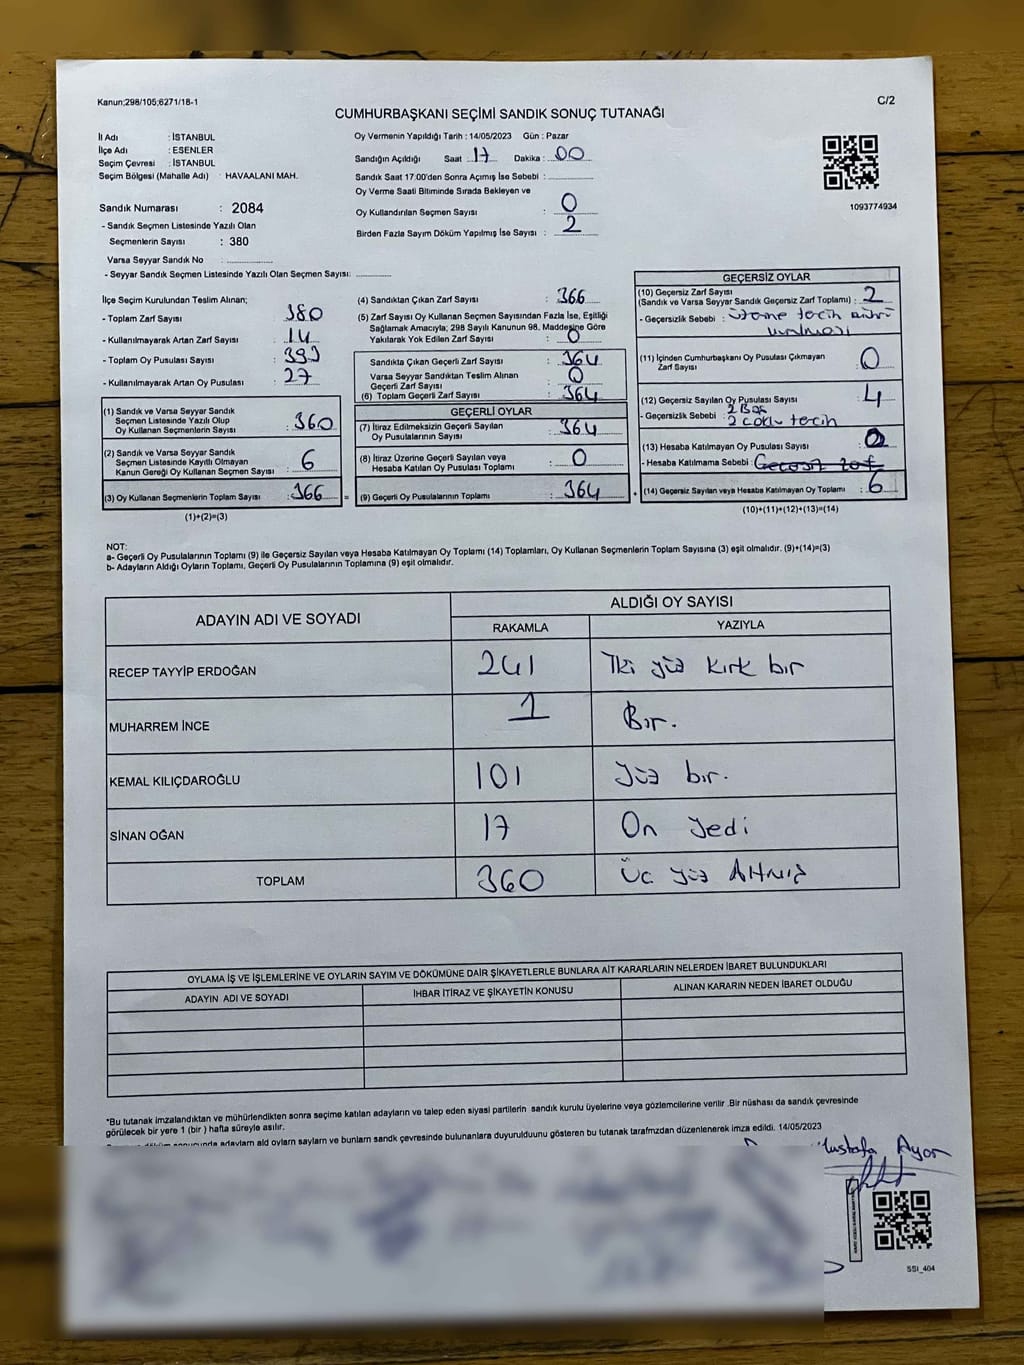 Kanun;298/105;6271/18-1
C/2
CUMHURBAŞKANI SEÇİMİ SANDIK SONUÇ TUTANAĞI
İl Adı : İSTANBUL
İlçe Adı : ESENLER
Seçim Çevresi : İSTANBUL
Seçim Bölgesi (Mahalle Adı) : HAVAALANI MAH.
Sandık Numarası : 2084
- Sandık Seçmen Listesinde Yazılı Olan
Seçmenlerin Sayısı : 380
Varsa Seyyar Sandık No :
- Seyyar Sandık Seçmen Listesinde Yazılı Olan Seçmen Sayısı:
Oy Vermenin Yapıldığı Tarih : 14/05/2023 Gün : Pazar
Sandığın Açıldığı Saat : 17 Dakika : 00
Sandık Saat 17:00'den Sonra Açımış İse Sebebi :
Oy Verme Saati Bitiminde Sırada Bekleyen ve
Oy Kullandırılan Seçmen Sayısı : 0
Birden Fazla Sayım Döküm Yapılmış İse Sayısı : 2
1093774934
İlçe Seçim Kurulundan Teslim Alınan;
- Toplam Zarf Sayısı : 380
- Kullanılmayarak Artan Zarf Sayısı : 14
- Toplam Oy Pusulası Sayısı : 393
- Kullanılmayarak Artan Oy Pusulası : 27
(1) Sandık ve Varsa Seyyar Sandık
Seçmen Listesinde Yazılı Olup
Oy Kullanan Seçmenlerin Sayısı : 360
(2) Sandık ve Varsa Seyyar Sandık
Seçmen Listesinde Kayıtlı Olmayan
Kanun Gereği Oy Kullanan Seçmen Sayısı : 6
(3) Oy Kullanan Seçmenlerin Toplam Sayısı : 366 =
(1)+(2)=(3)
(4) Sandıktan Çıkan Zarf Sayısı : 366
(5) Zarf Sayısı Oy Kullanan Seçmen Sayısından Fazla İse, Eşitliği
Sağlamak Amacıyla; 298 Sayılı Kanunun 98. Maddesine Göre
Yakılarak Yok Edilen Zarf Sayısı : 0
Sandıkta Çıkan Geçerli Zarf Sayısı : 364
Varsa Seyyar Sandıktan Teslim Alınan
Geçerli Zarf Sayısı : 0
(6) Toplam Geçerli Zarf Sayısı : 364
GEÇERLİ OYLAR
(7) İtiraz Edilmeksizin Geçerli Sayılan
Oy Pusulalarının Sayısı : 364
(8) İtiraz Üzerine Geçerli Sayılan veya
Hesaba Katılan Oy Pusulası Toplamı : 0
(9) Geçerli Oy Pusulalarının Toplamı : 364 +
GEÇERSİZ OYLAR
(10) Geçersiz Zarf Sayısı
(Sandık ve Varsa Seyyar Sandık Geçersiz Zarf Toplamı) : 2
- Geçersizlik Sebebi : tercih
(11) İçinden Cumhurbaşkanı Oy Pusulası Çıkmayan
Zarf Sayısı : 0
(12) Geçersiz Sayılan Oy Pusulası Sayısı : 4
- Geçersizlik Sebebi : 2 Boş
2 çoklu tercih
(13) Hesaba Katılmayan Oy Pusulası Sayısı : 0
- Hesaba Katılmama Sebebi :
(14) Geçersiz Sayılan veya Hesaba Katılmayan Oy Toplamı : 6
(10)+(11)+(12)+(13)=(14)
NOT:
a- Geçerli Oy Pusulalarının Toplamı (9) ile Geçersiz Sayılan veya Hesaba Katılmayan Oy Toplamı (14) Toplamları, Oy Kullanan Seçmenlerin Toplam Sayısına (3) eşit olmalıdır. (9)+(14)=(3)
b- Adayların Aldığı Oyların Toplamı, Geçerli Oy Pusulalarının Toplamına (9) eşit olmalıdır.
ADAYIN ADI VE SOYADI ALDIĞI OY SAYISI
RAKAMLA YAZIYLA
RECEP TAYYİP ERDOĞAN 241 İki yüz kırk bir
MUHARREM İNCE 1 Bir.
KEMAL KILIÇDAROĞLU 101 Yüz bir.
SİNAN OĞAN 17 On Yedi
TOPLAM 360 Üç yüz Altmış
OYLAMA İŞ VE İŞLEMLERİNE VE OYLARIN SAYIM VE DÖKÜMÜNE DAİR ŞİKAYETLERLE BUNLARA AİT KARARLARIN NELERDEN İBARET BULUNDUKLARI
ADAYIN ADI VE SOYADI İHBAR İTİRAZ VE ŞİKAYETİN KONUSU ALINAN KARARIN NEDEN İBARET OLDUĞU
*Bu tutanak imzalandıktan ve mühürlendikten sonra seçime katılan adayların ve talep eden siyasi partilerin sandık kurulu üyelerine veya gözlemcilerine verilir .Bir nüshası da sandık çevresinde
görülecek bir yere 1 (bir ) hafta süreyle asılır.
adayların aldı oyların sayların ve bunların sandk çevresinde bulunanlara duyurulduunu gösteren bu tutanak tarafmzdan düzenlenerek imza edildi. 14/05/2023
Mustafa
SSI_404